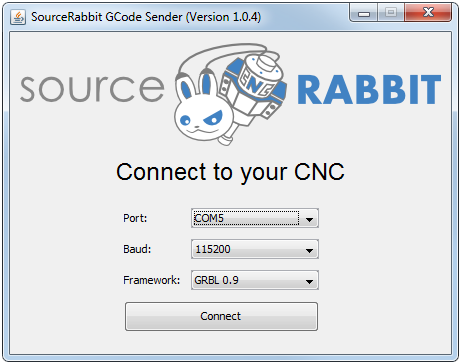 SourceRabbit GCode Sender (Version 1.0.4)
source RABBIT
CNC
Connect to your CNC
Port: COM5
Baud: 115200
Framework: GRBL 0.9
Connect